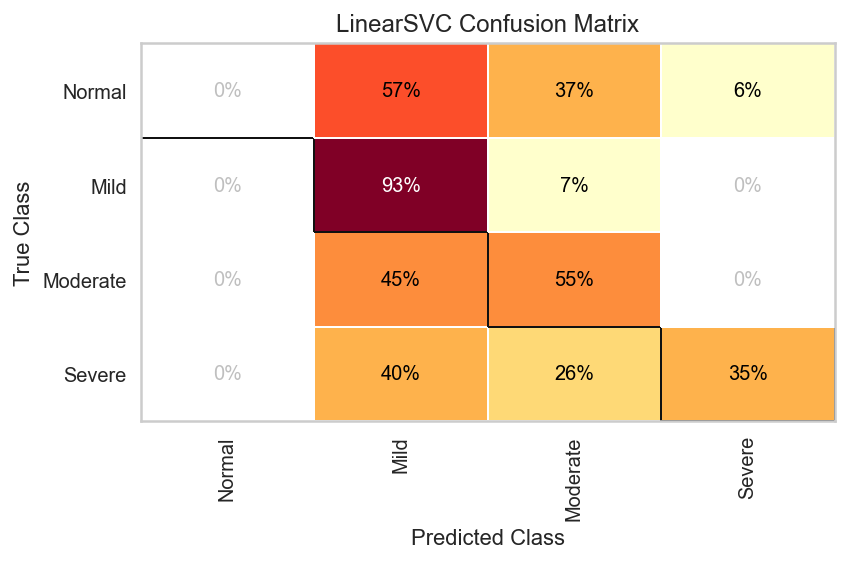 LinearSVC Confusion Matrix
Normal 0% 57% 37% 6%
Mild 0% 93% 7% 0%
Moderate 0% 45% 55% 0%
Severe 0% 40% 26% 35%
True Class
Normal Mild Moderate Severe
Predicted Class